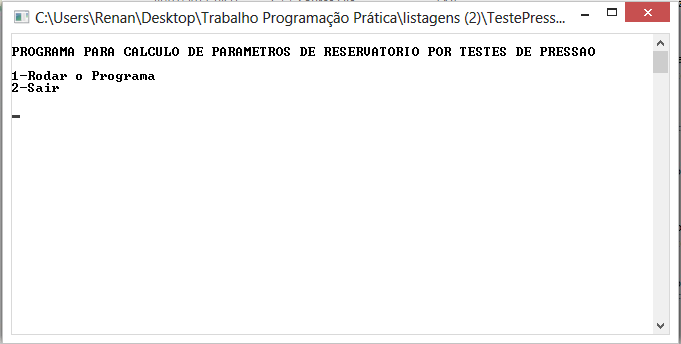 C:\Users\Renan\Desktop\Trabalho Programação Prática\listagens (2)\TestePress...
PROGRAMA PARA CALCULO DE PARAMETROS DE RESERVATORIO POR TESTES DE PRESSAO
1-Rodar o Programa
2-Sair